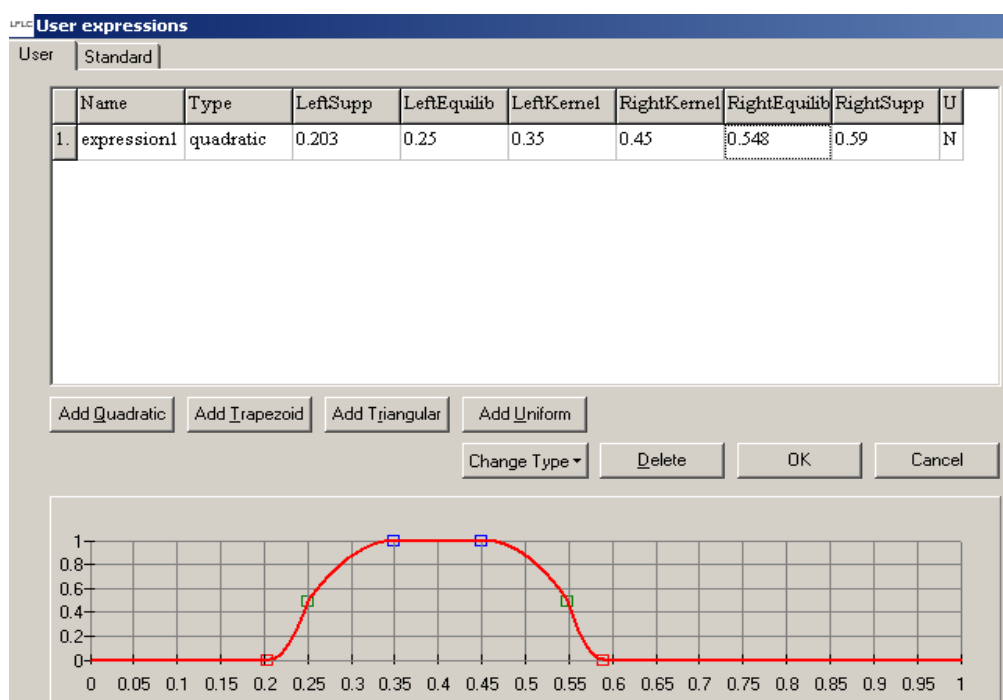 LFLC User expressions
User Standard
Name Type LeftSupp LeftEquilib LeftKernel RightKernel RightEquilib RightSupp U
1. expression1 quadratic 0.203 0.25 0.35 0.45 0.548 0.59 N
Add Quadratic Add Trapezoid Add Triangular Add Uniform
Change Type Delete OK Cancel
1
0.8
0.6
0.4
0.2
0
0 0.05 0.1 0.15 0.2 0.25 0.3 0.35 0.4 0.45 0.5 0.55 0.6 0.65 0.7 0.75 0.8 0.85 0.9 0.95 1